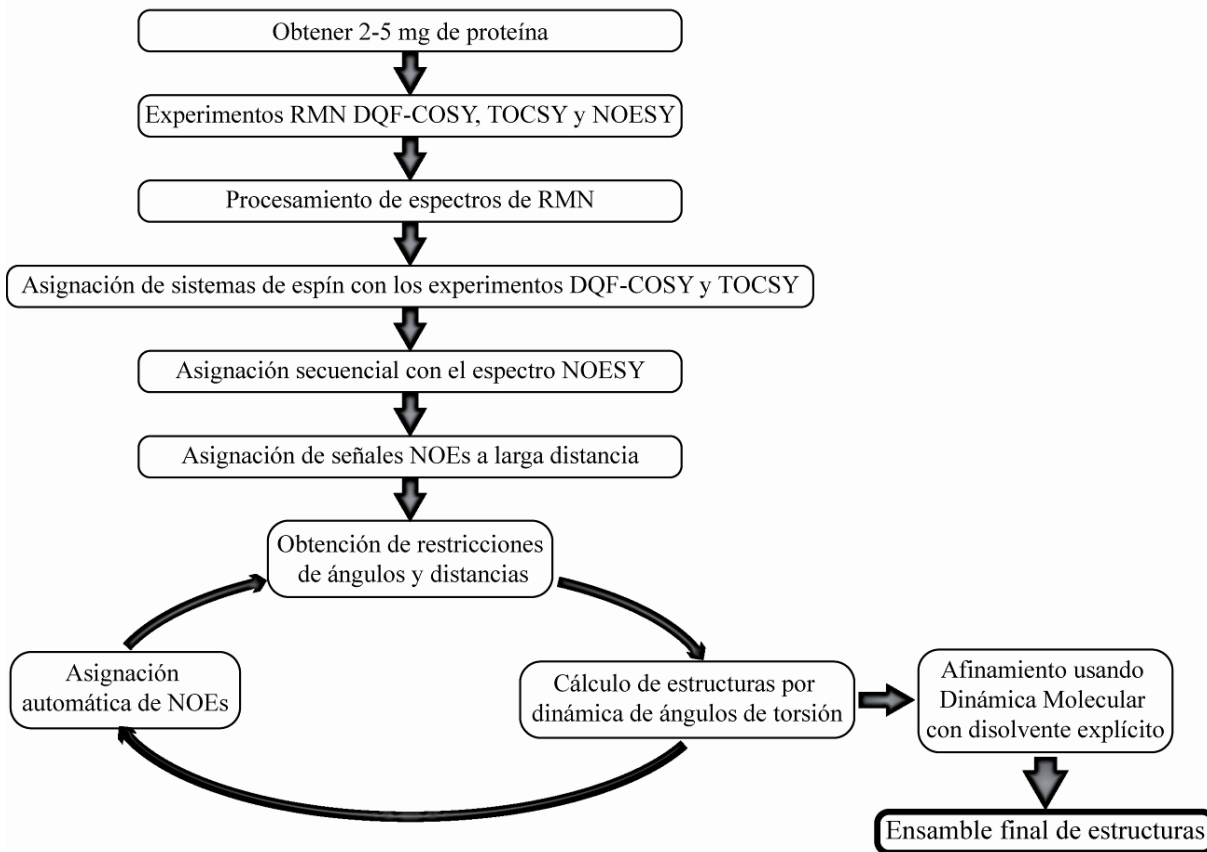 Obtener 2-5 mg de proteína
Experimentos RMN DQF-COSY, TOCSY y NOESY
Procesamiento de espectros de RMN
Asignación de sistemas de espín con los experimentos DQF-COSY y TOCSY
Asignación secuencial con el espectro NOESY
Asignación de señales NOEs a larga distancia
Obtención de restricciones
de ángulos y distancias
Asignación
automática de NOEs
Cálculo de estructuras por
dinámica de ángulos de torsión
Afinamiento usando
Dinámica Molecular
con disolvente explícito
Ensamble final de estructuras